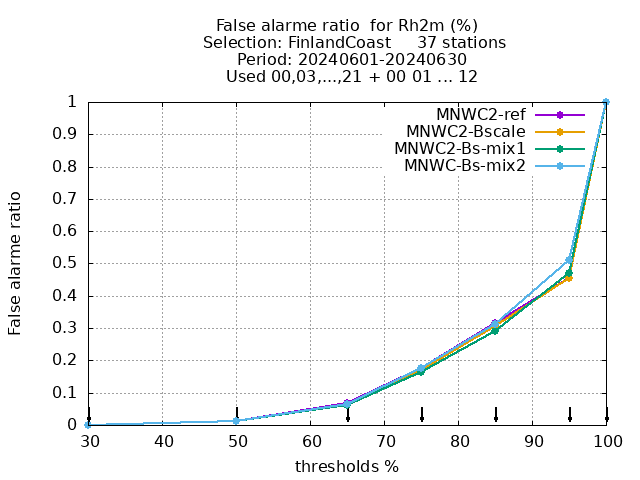 False alarme ratio  for Rh2m (%)
Selection: FinlandCoast     37 stations
Period: 20240601-20240630
Used 00,03,...,21 + 00 01 ... 12
MNWC2-ref
MNWC2-Bscale
MNWC2-Bs-mix1
MNWC-Bs-mix2
False alarme ratio
1
0.9
0.8
0.7
0.6
0.5
0.4
0.3
0.2
0.1
0
30 40 50 60 70 80 90 100
thresholds %